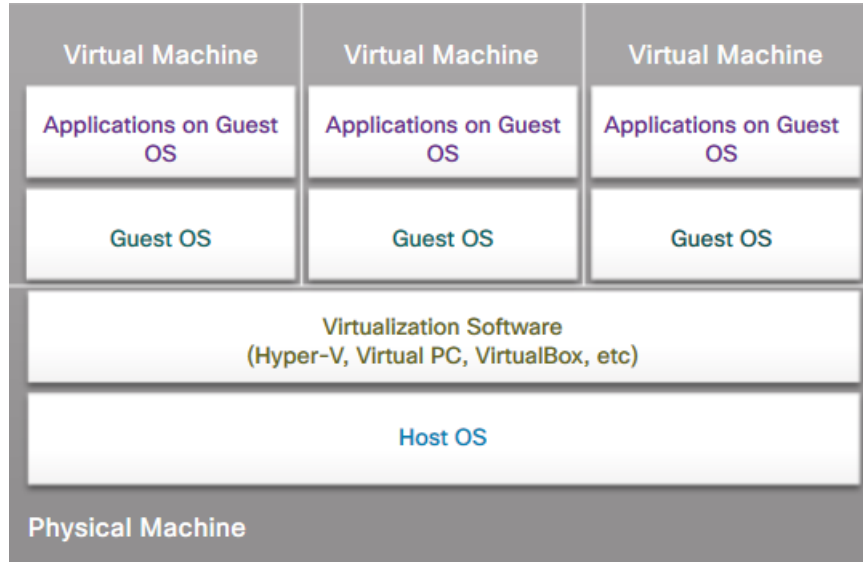 Virtual Machine
Virtual Machine
Virtual Machine
Applications on Guest
OS
Applications on Guest
OS
Applications on Guest
OS
Guest OS
Guest OS
Guest OS
Virtualization Software
(Hyper-V, Virtual PC, VirtualBox, etc)
Host OS
Physical Machine